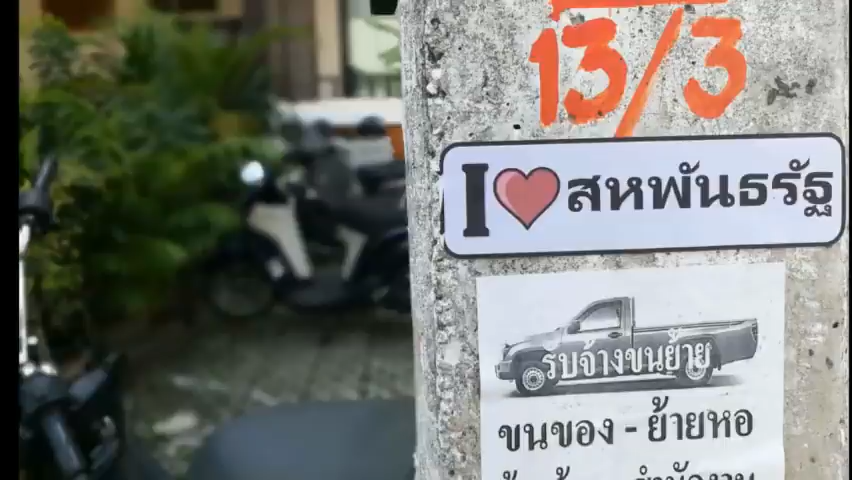 13/3
I ❤ สหพันธรัฐ
รับจ้างขนย้าย
ขนของ - ย้ายหอ